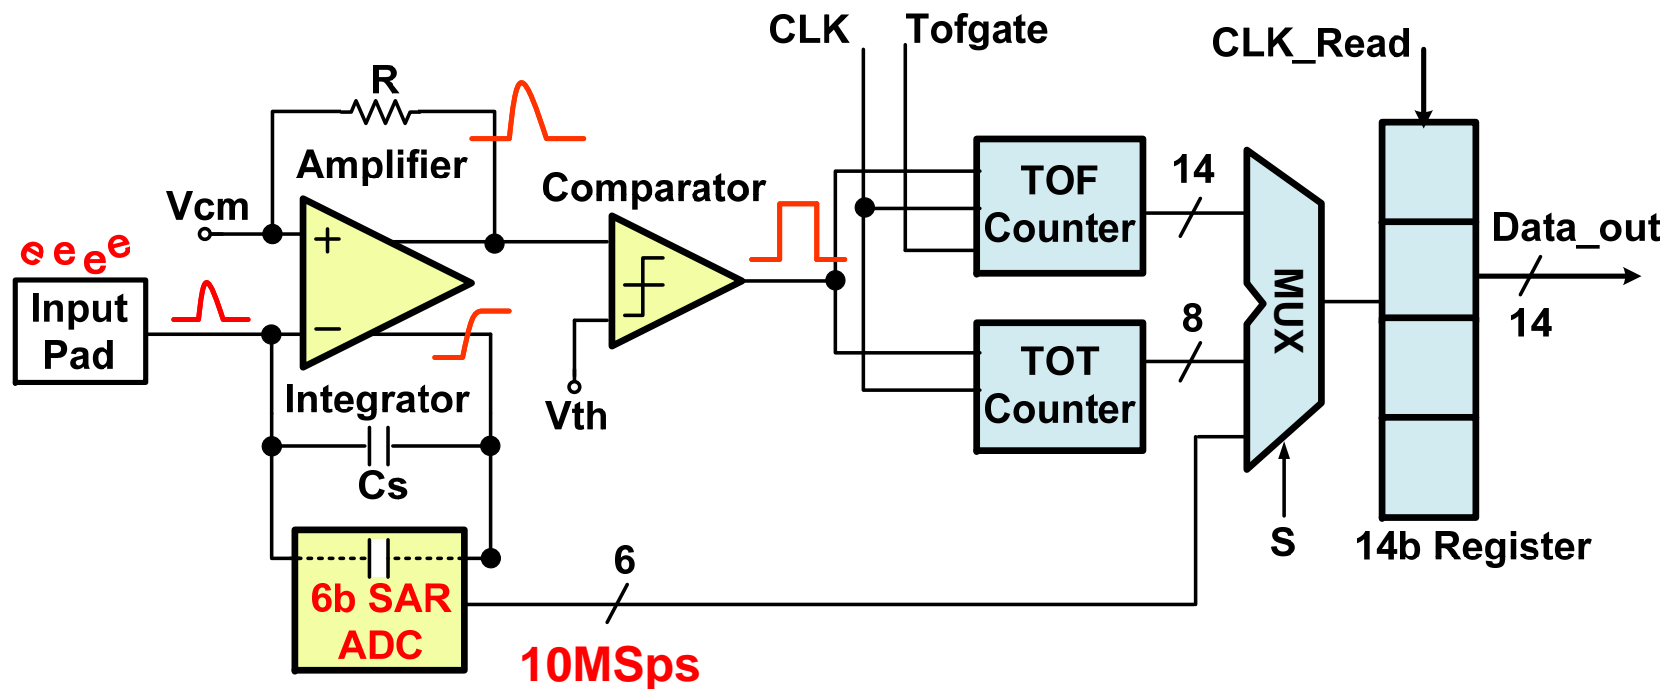 CLK
Tofgate
CLK_Read
R
Amplifier
Vcm
+
Comparator
TOF
Counter
14
Data_out
14
e e e e
Input
Pad
−
MUX
Integrator
Vth
TOT
Counter
8
Cs
S
14b Register
6b SAR
ADC
6
10MSps